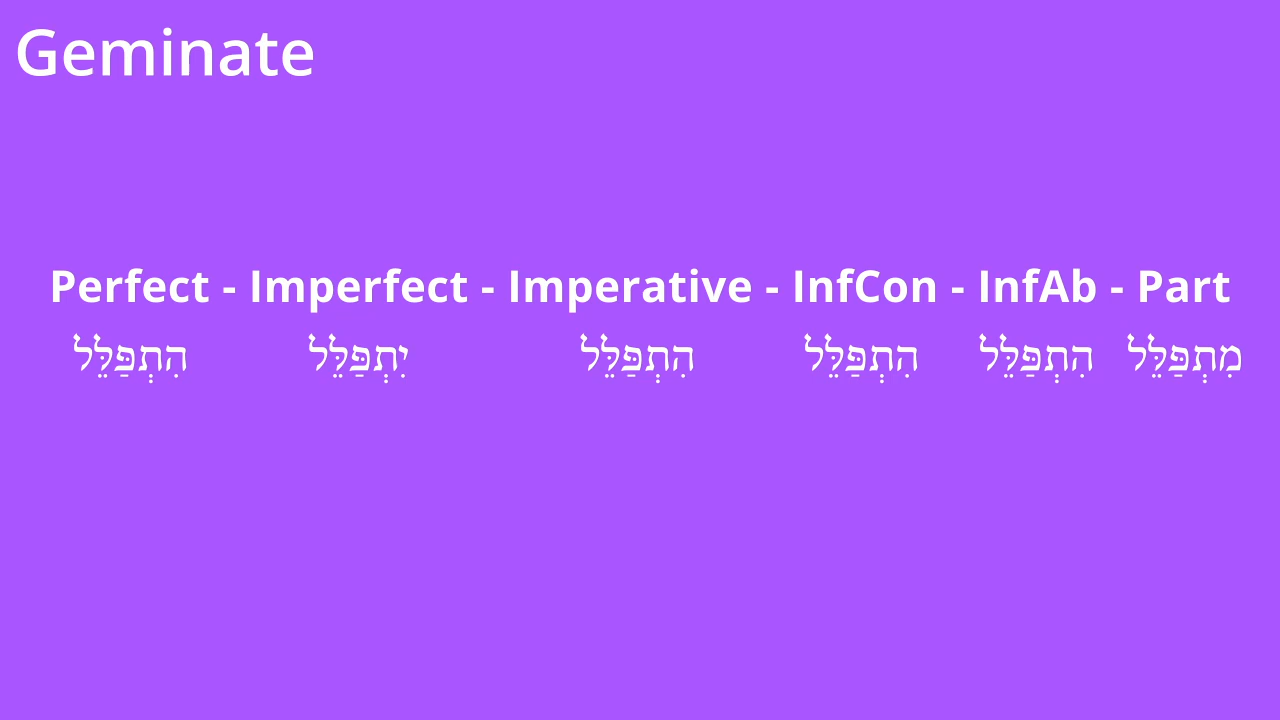 Geminate
Perfect - Imperfect - Imperative - InfCon - InfAb - Part
הִתְפַּלֵּל יִתְפַּלֵּל הִתְפַּלֵּל הִתְפַּלֵּל הִתְפַּלֵּל מִתְפַּלֵּל